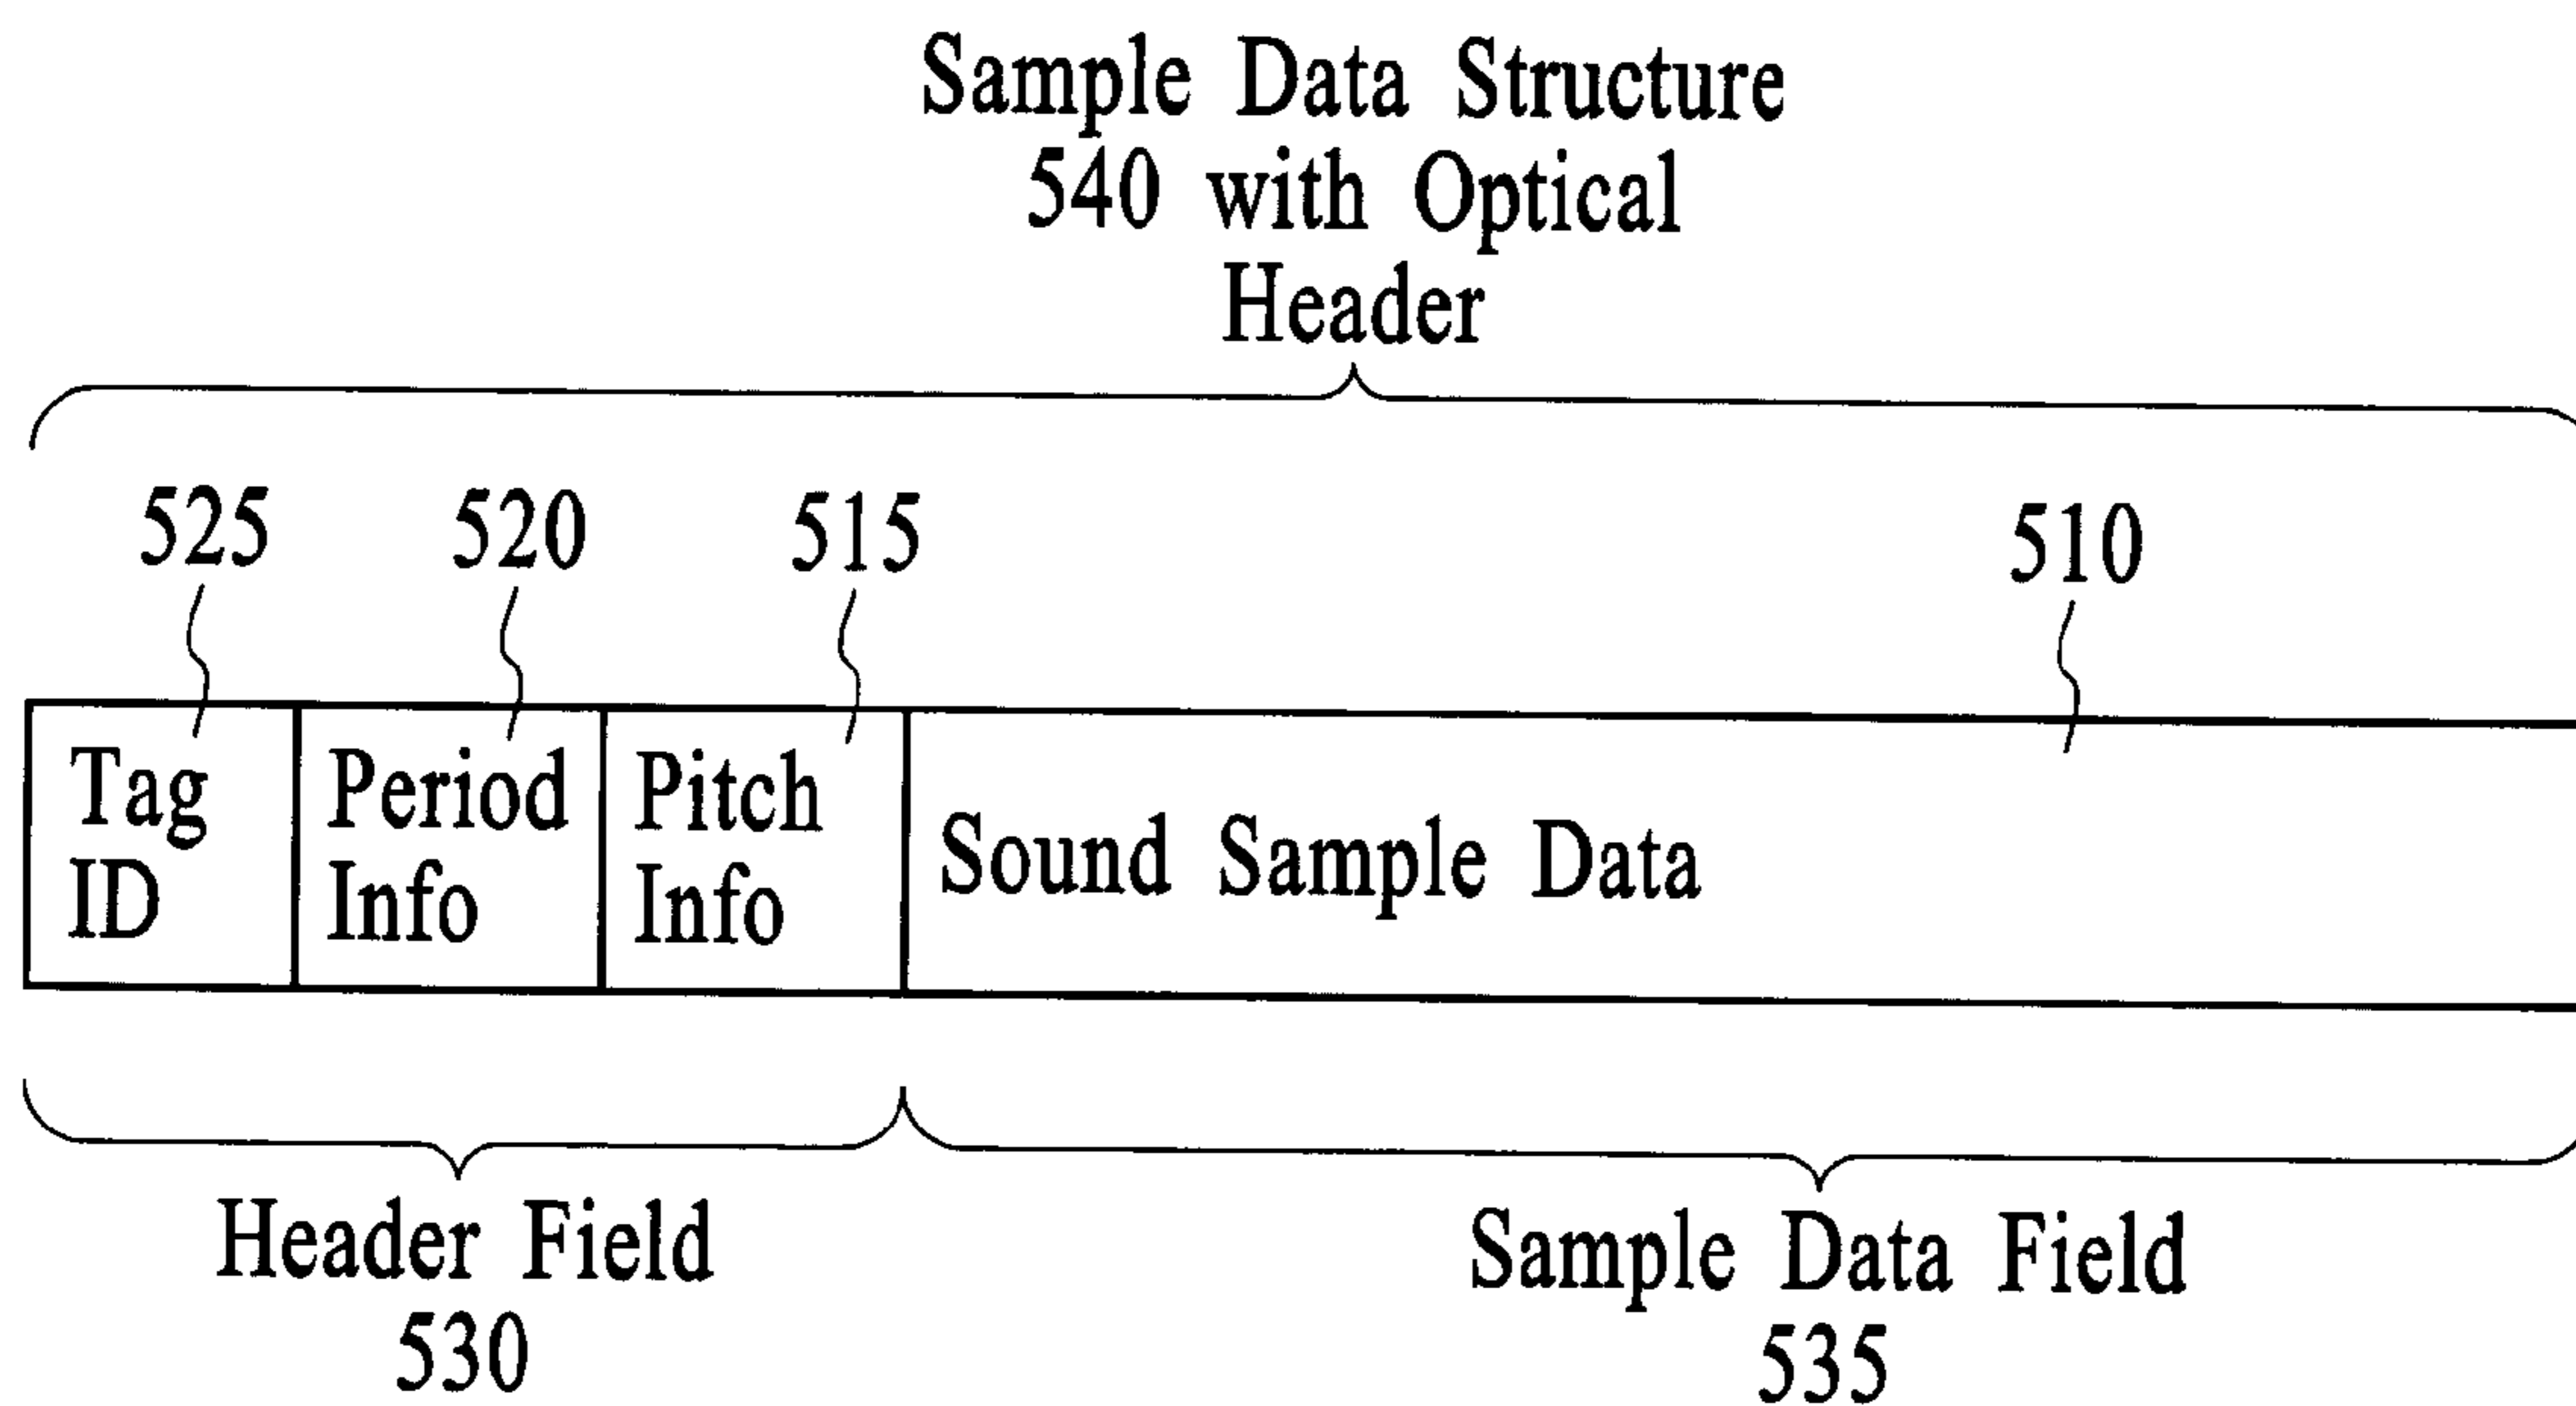 Sample Data Structure
540 with Optical
Header
525 520 515 510
Tag
ID
Period
Info
Pitch
Info
Sound Sample Data
Header Field
530
Sample Data Field
535